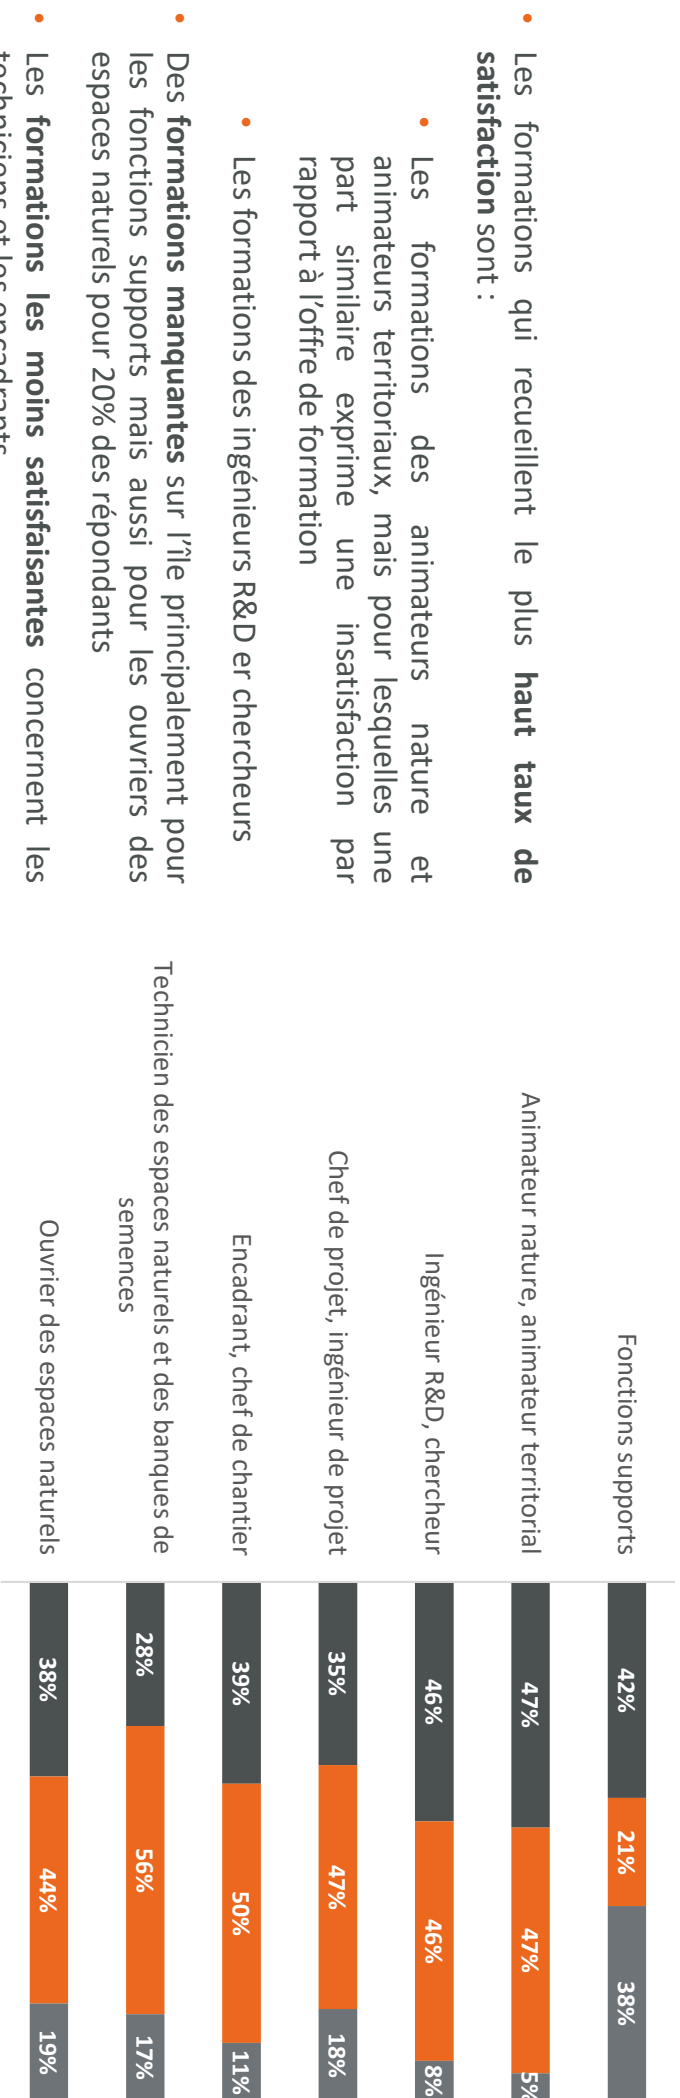 • Les formations qui recueillent le plus haut taux de
satisfaction sont :
• Les formations des animateurs nature et
animateurs territoriaux, mais pour lesquelles une
part similaire exprime une insatisfaction par
rapport à l’offre de formation
• Les formations des ingénieurs R&D er chercheurs
• Des formations manquantes sur l’île principalement pour
les fonctions supports mais aussi pour les ouvriers des
espaces naturels pour 20% des répondants
• Les formations les moins satisfaisantes concernent les
techniciens et les encadrants
Fonctions supports
42% 21% 38%
Animateur nature, animateur territorial
47% 47% 5%
Ingénieur R&D, chercheur
46% 46% 8%
Chef de projet, ingénieur de projet
35% 47% 18%
Encadrant, chef de chantier
39% 50% 11%
Technicien des espaces naturels et des banques de
semences
28% 56% 17%
Ouvrier des espaces naturels
38% 44% 19%